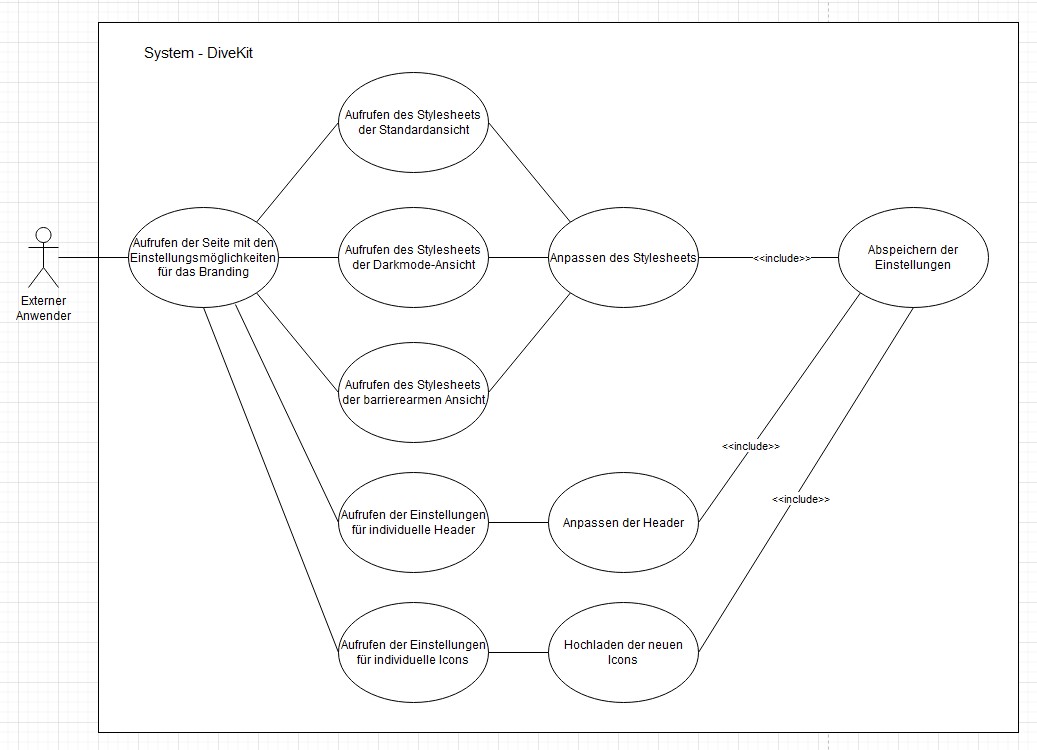 System - DiveKit
Aufrufen des Stylesheets
der Standardansicht
Aufrufen der Seite mit den
Einstellungsmöglichkeiten
für das Branding
Aufrufen des Stylesheets
der Darkmode-Ansicht
Anpassen des Stylesheets
<<include>>
Abspeichern der
Einstellungen
Externer
Anwender
Aufrufen des Stylesheets
der barrierearmen Ansicht
<<include>>
<<include>>
Aufrufen der Einstellungen
für individuelle Header
Anpassen der Header
Aufrufen der Einstellungen
für individuelle Icons
Hochladen der neuen
Icons